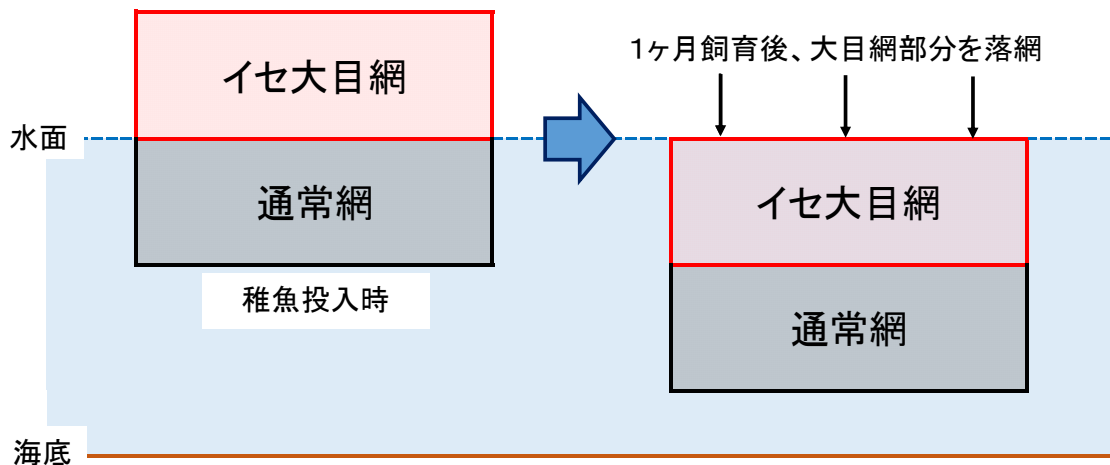 イセ大目網
1ヶ月飼育後、大目網部分を落網
水面
通常網
イセ大目網
稚魚投入時
通常網
海底